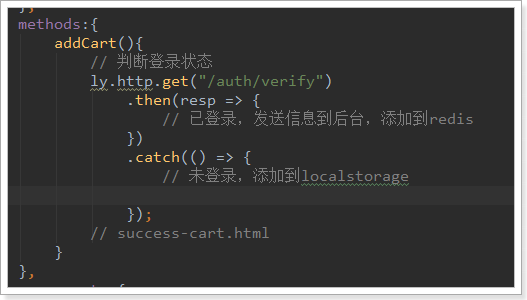 },
methods:{
addCart(){
// 判断登录状态
ly.http.get("/auth/verify")
.then(resp => {
// 已登录，发送信息到后台，添加到redis
})
.catch(() => {
// 未登录，添加到localstorage
});
// success-cart.html
}
},